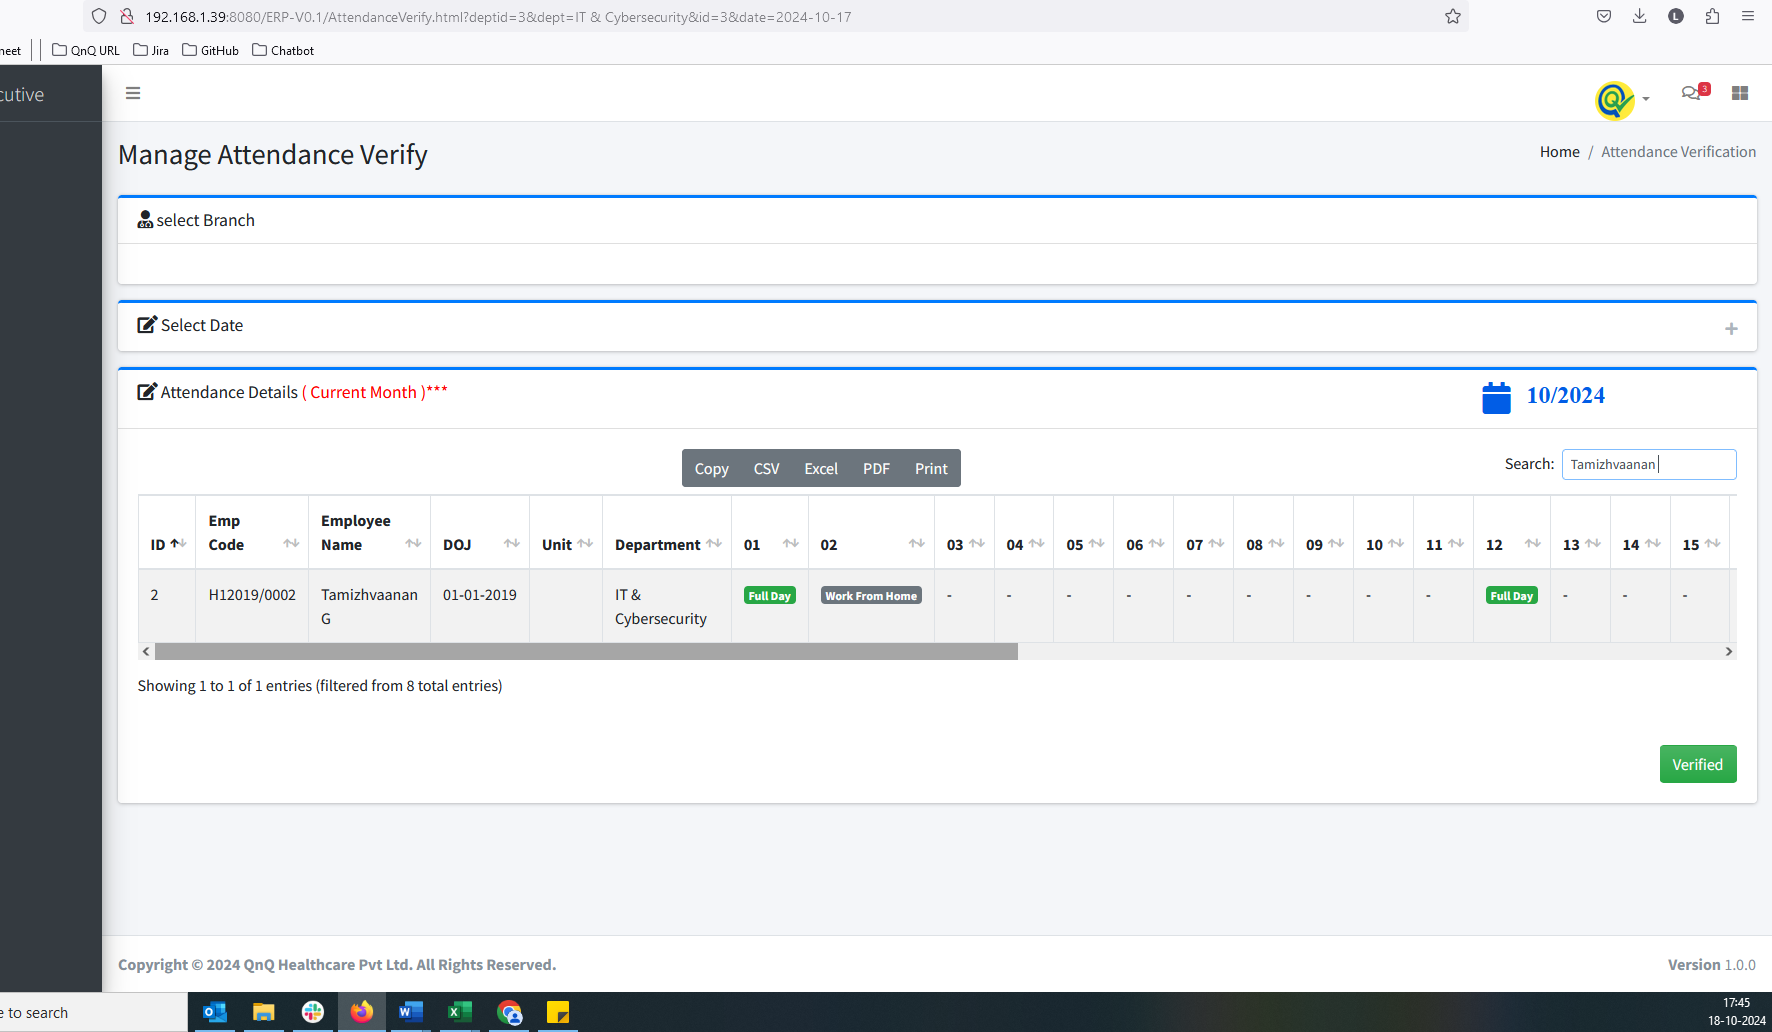 192.168.1.39:8080/ERP-V0.1/AttendanceVerify.html?deptid=3&dept=IT & Cybersecurity&id=3&date=2024-10-17
neet QnQ URL Jira GitHub Chatbot
cutive
3
Manage Attendance Verify
Home / Attendance Verification
select Branch
Select Date
Attendance Details ( Current Month )***
10/2024
Copy CSV Excel PDF Print
Search: Tamizhvaanan
ID Emp Code Employee Name DOJ Unit Department 01 02 03 04 05 06 07 08 09 10 11 12 13 14 15
2 H12019/0002 Tamizhvaanan G 01-01-2019 IT & Cybersecurity Full Day Work From Home - - - - - - - - - Full Day - - -
Showing 1 to 1 of 1 entries (filtered from 8 total entries)
Verified
Copyright © 2024 QnQ Healthcare Pvt Ltd. All Rights Reserved.
Version 1.0.0
e to search
17:45
18-10-2024